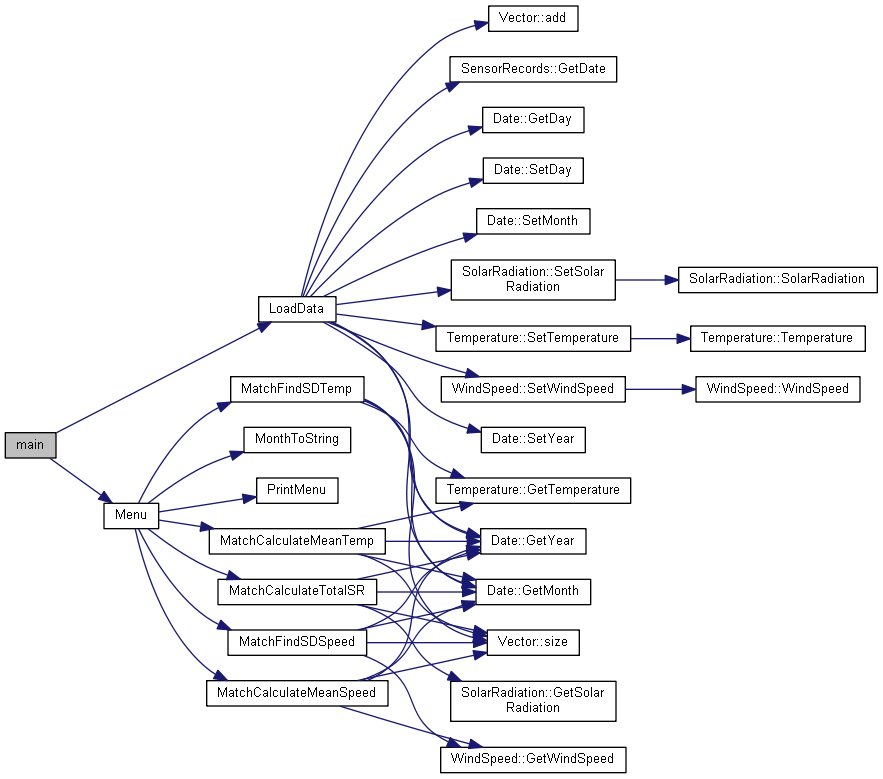 Vector::add
SensorRecords::GetDate
Date::GetDay
Date::SetDay
Date::SetMonth
SolarRadiation::SetSolar
Radiation
SolarRadiation::SolarRadiation
LoadData
Temperature::SetTemperature
Temperature::Temperature
MatchFindSDTemp
WindSpeed::SetWindSpeed
WindSpeed::WindSpeed
main
MonthToString
Date::SetYear
PrintMenu
Temperature::GetTemperature
Menu
MatchCalculateMeanTemp
Date::GetYear
MatchCalculateTotalSR
Date::GetMonth
MatchFindSDSpeed
Vector::size
MatchCalculateMeanSpeed
SolarRadiation::GetSolar
Radiation
WindSpeed::GetWindSpeed